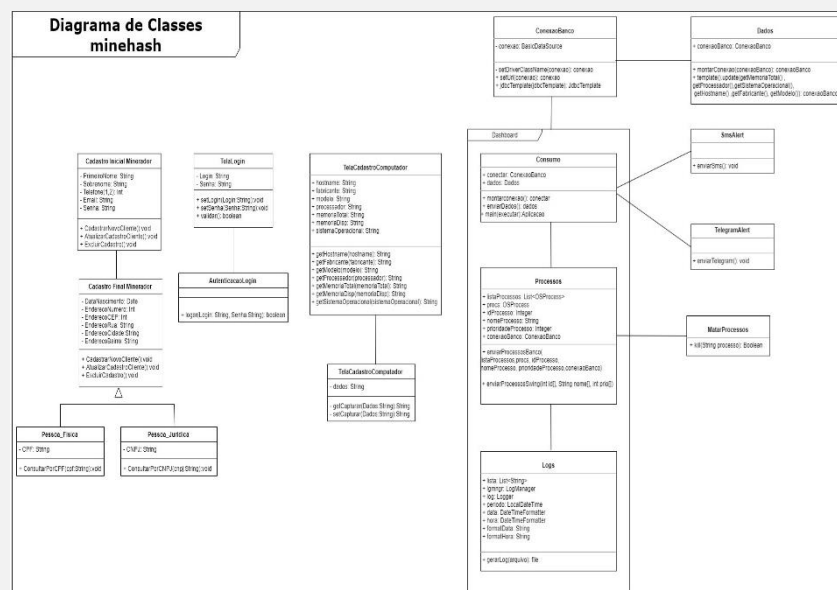 Diagrama de Classes
minehash
ConexaoBanco
- conexao: BasicDataSource
- setDriverClassName(conexao): conexao
+ setUrl(conexao): conexao
+ jdbcTemplate(jdbcTemplate): JdbcTemplate
Dados
+ conexaoBanco: ConexaoBanco
+ montarConexao(conexaoBanco): conexaoBanco
+ template().update(getMemoriaTotal(),
getProcessador(),getSistemaOperacional(),
getHostname(),getFabricante(), getModelo()): conexaoBanco
Dashboard
Consumo
+ conectar: ConexaoBanco
+ dados: Dados
+ montarconexao(): conectar
+ enviarDados(): dados
+ main(executar):Aplicacao
SmsAlert
+ enviarSms(): void
TelegramAlert
+ enviarTelegram(): void
Cadastro Inicial Minerador
- PrimeiroNome: String
- Sobrenome: String
- Telefone(1,2): Int
- Email: String
- Senha: String
+ CadastrarNovoCliente():void
+ AtualizarCadastroCliente():void
+ ExcluirCadastro():void
TelaLogin
- Login: String
- Senha: String
+ setLogin(Login:String):void
+ setSenha(Senha:String):void
+ validar(): boolean
TelaCadastroComputador
+ hostname: String
+ fabricante: String
+ modelo: String
+ processador: String
+ memoriaTotal: String
+ memoriaDisp: String
+ sistemaOperacional: String
+ getHostname(hostname): String
+ getFabricante(fabricante): String
+ getModelo(modelo): String
+ getProcessador(processador): String
+ getMemoriaTotal(memoriaTotal): String
+ getMemoriaDisp(memoriaDisp): String
+ getSistemaOperacional(sistemaOperacional): String
AutenticacaoLogin
+ logar(Login: String, Senha:String): boolean
Cadastro Final Minerador
- DataNascimento: Date
- EnderecoNumero: Int
- EnderecoCEP: Int
- EnderecoRua: String
- EnderecoCidade:String
- EnderecoBairro: String
+ CadastrarNovoCliente():void
+ AtualizarCadastroCliente():void
+ ExcluirCadastro():void
Processos
+ listaProcessos: List<OSProcess>
+ procs: OSProcess
+ idProcesso: Integer
+ nomeProcesso: String
+ prioridadeProcesso: Integer
+ conexaoBanco: ConexaoBanco
+ enviarProcessosBanco(
listaProcessos,procs, idProcesso,
nomeProcesso, prioridadeProcesso,conexaoBanco)
+ enviarProcessoSwing(int id[], String nome[], int prio[])
MatarProcessos
+ kill(String processo): Boolean
TelaCadastroComputador
- dados: String
- getCapturar(Dados:String):String
- setCapturar(Dados:String):String
Pessoa_Física
- CPF: String
+ ConsultarPorCPF(cpf:String):void
Pessoa_Jurídica
- CNPJ: String
+ ConsultarPorCNPJ(cnpj:String):void
Logs
+ lista: List<String>
+ lgmngr: LogManager
+ log: Logger
+ periodo: LocalDateTime
+ data: DateTimeFormatter
+ hora: DateTimeFormatter
+ formatData: String
+ formatHora: String
+ gerarLog(arquivo): file